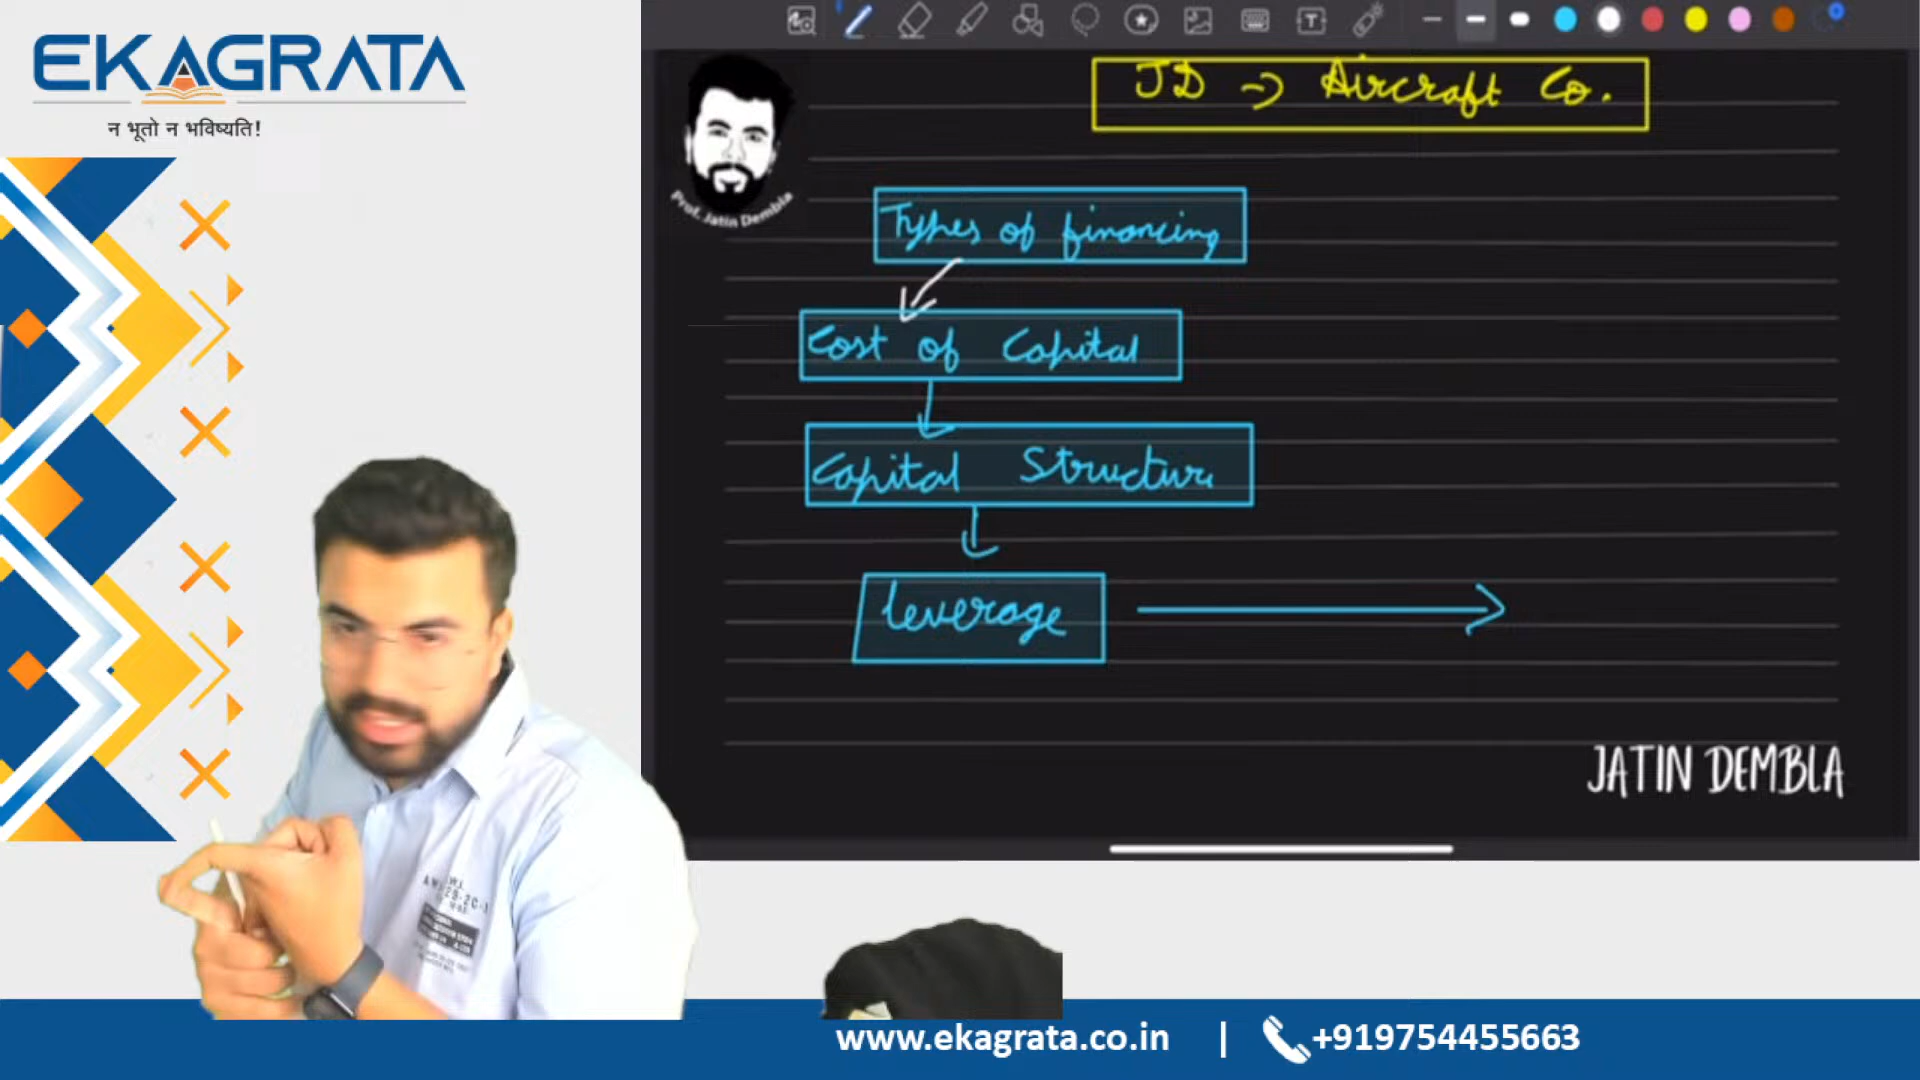 EKAGRATA
न भूतो न भविष्यति!
JD -> Aircraft Co.
Prof. Jatin Dembla
Types of financing
Cost of Capital
Capital Structure
leverage
JATIN DEMBLA
www.ekagrata.co.in | +919754455663